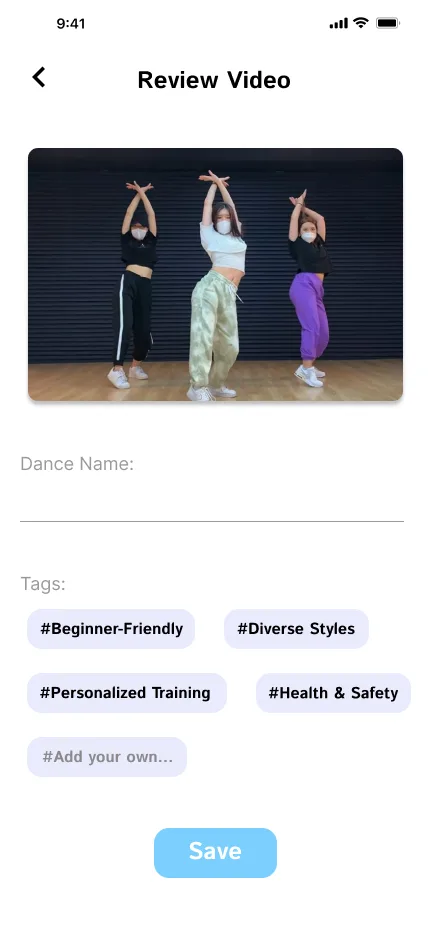 9:41
Review Video
Dance Name:
Tags:
#Beginner-Friendly #Diverse Styles
#Personalized Training #Health & Safety
#Add your own...
Save